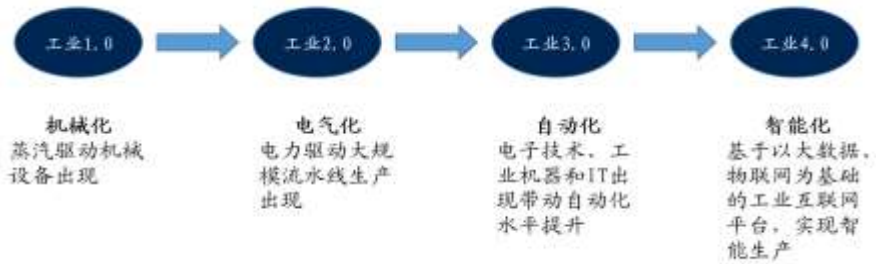 工业1.0
工业2.0
工业3.0
工业4.0
机械化
蒸汽驱动机械
设备出现
电气化
电力驱动大规
模流水线生产
出现
自动化
电子技术、工
业机器和IT出
现带动自动化
水平提升
智能化
基于以大数据、
物联网为基础
的工业互联网
平台,实现智
能生产